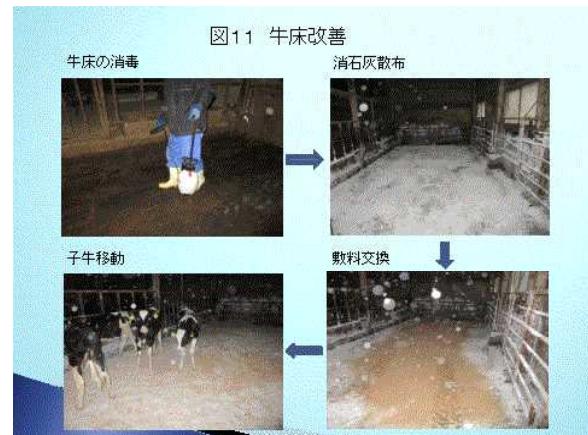 図11 牛床改善
牛床の消毒
消石灰散布
子牛移動
敷料交換